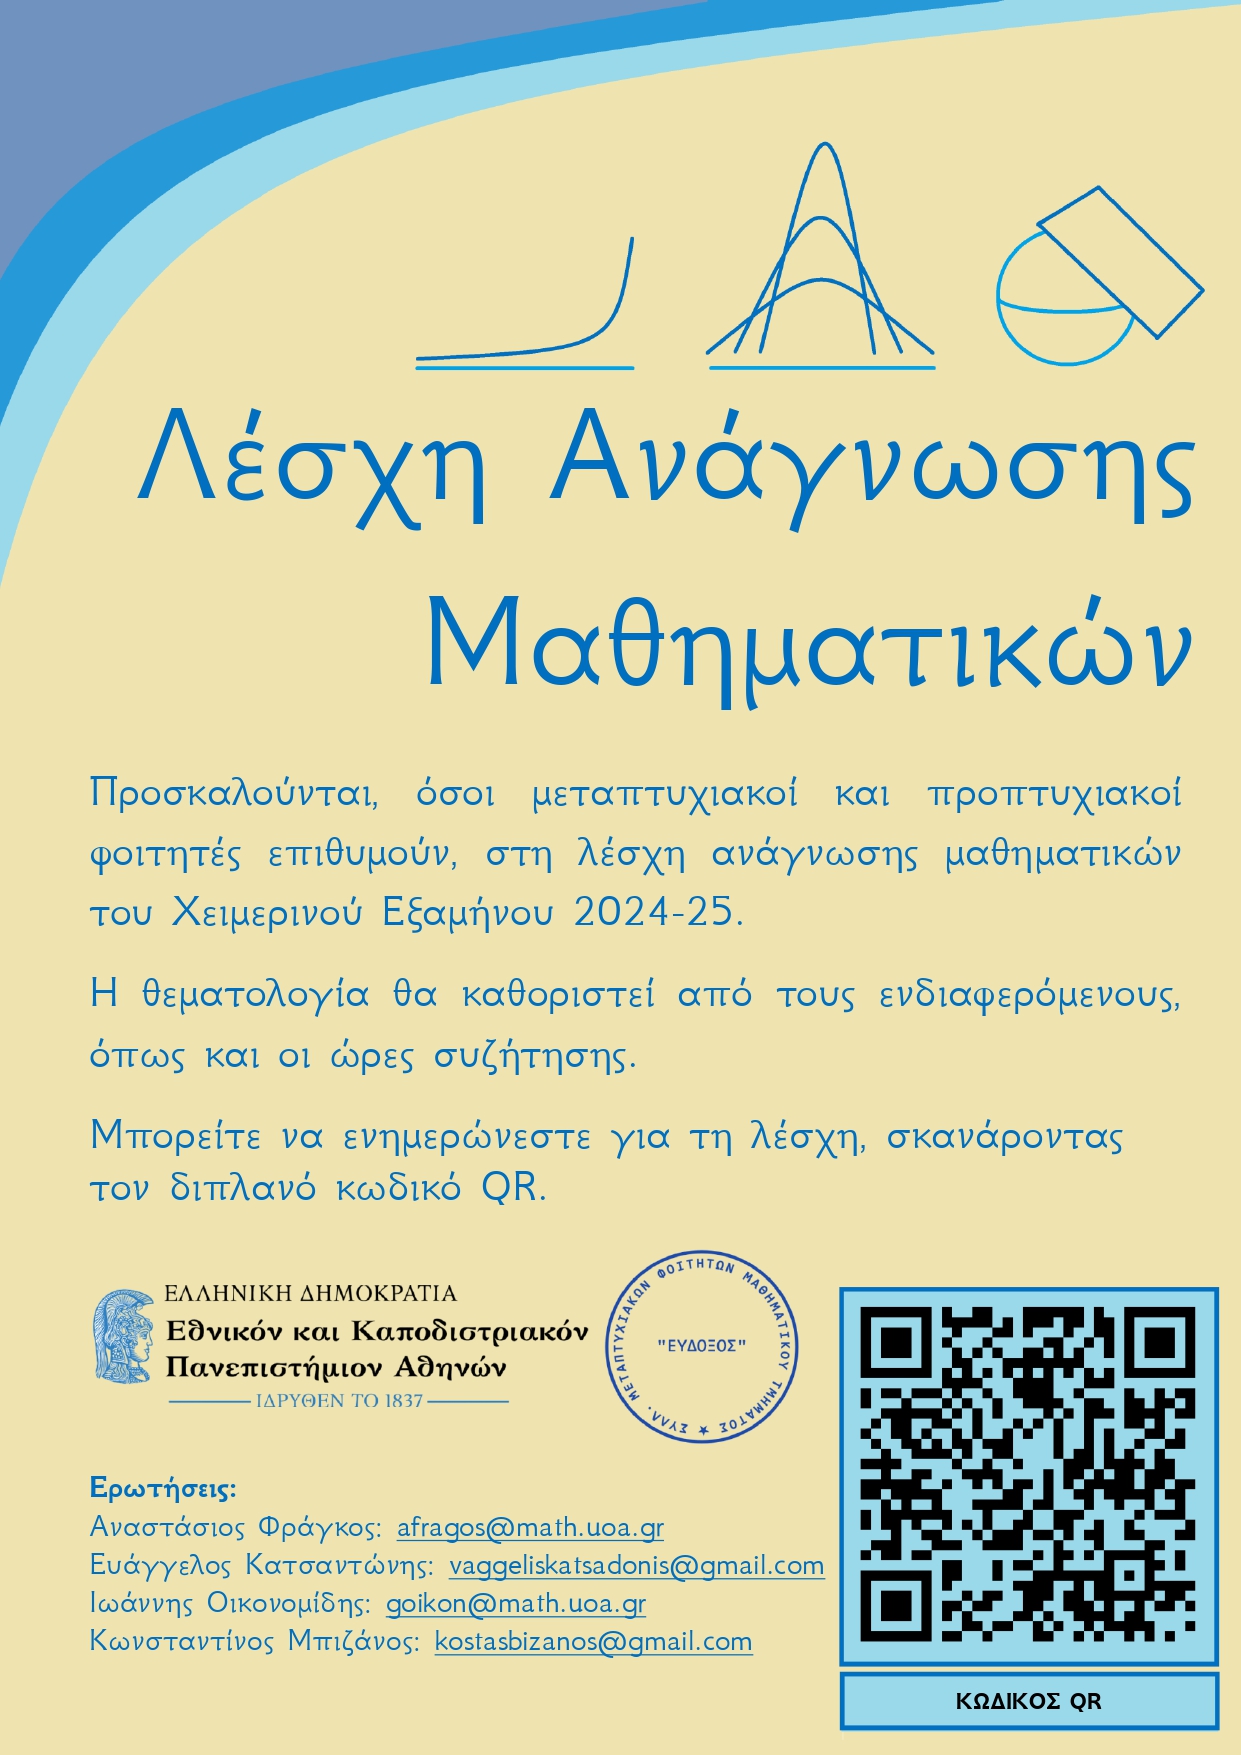 Λέσχη Ανάγνωσης
Μαθηματικών
Προσκαλούνται, όσοι μεταπτυχιακοί και προπτυχιακοί
φοιτητές επιθυμούν, στη λέσχη ανάγνωσης μαθηματικών
του Χειμερινού Εξαμήνου 2024-25.
Η θεματολογία θα καθοριστεί από τους ενδιαφερόμενους,
όπως και οι ώρες συζήτησης.
Μπορείτε να ενημερώνεστε για τη λέσχη, σκανάροντας
τον διπλανό κωδικό QR.
ΕΛΛΗΝΙΚΗ ΔΗΜΟΚΡΑΤΙΑ
Εθνικόν και Καποδιστριακόν
Πανεπιστήμιον Αθηνών
ΙΔΡΥΘΕΝ ΤΟ 1837
ΣΥΛΛ. ΜΕΤΑΠΤΥΧΙΑΚΩΝ ΦΟΙΤΗΤΩΝ ΜΑΘΗΜΑΤΙΚΟΥ ΤΜΗΜΑΤΟΣ ★
"ΕΥΔΟΞΟΣ"
Ερωτήσεις:
Αναστάσιος Φράγκος: afragos@math.uoa.gr
Ευάγγελος Κατσαντώνης: vaggeliskatsadonis@gmail.com
Ιωάννης Οικονομίδης: goikon@math.uoa.gr
Κωνσταντίνος Μπιζάνος: kostasbizanos@gmail.com
ΚΩΔΙΚΟΣ QR